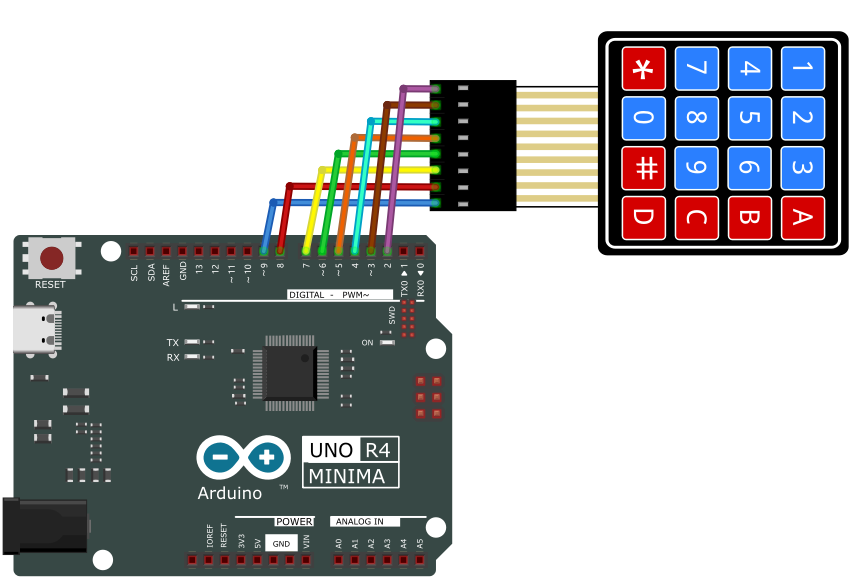 * 7 4 1
0 8 5 2
# 9 6 3
D C B A
RESET
SCL
SDA
AREF
GND
13
12
~11
~10
~9
8
7
~6
~5
4
~3
2
TX0 ▶ 1
RX0 ◀ 0
DIGITAL - PWM~
L
SWD
TX
RX
ON
UNO R4
MINIMA
Arduino
TM
POWER
ANALOG IN
IOREF
RESET
3V3
5V
GND
VIN
A0
A1
A2
A3
A4
A5